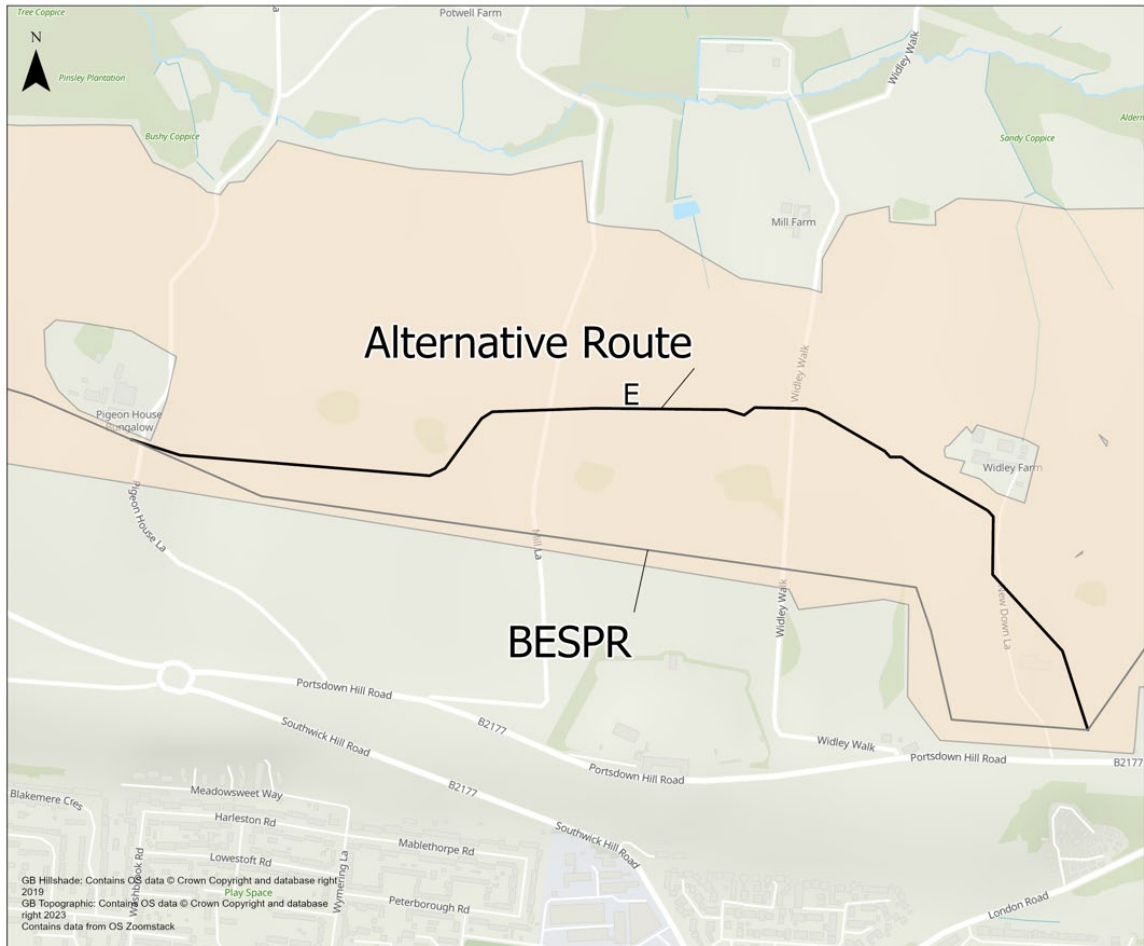 Tree Coppice
Potwell Farm
La
N
Widley Walk
Pinsley Plantation
Bushy Coppice
Sandy Coppice
Aldern
Mill Farm
Alternative Route
E
Widley Walk
Pigeon House
Bungalow
Widley Farm
Pigeon House La
Mill La
Widley Walk
New Down La
BESPR
Portsdown Hill Road
Southwick Hill Road
B2177
Widley Walk
Portsdown Hill Road
B2177
Portsdown Hill Road
B2177
Meadowsweet Way
Blakemere Cres
Harleston Rd
Mablethorpe Rd
Southwick Hill Road
Washbrook Rd
Lowestoft Rd
Wymering La
Play Space
Peterborough Rd
London Road
GB Hillshade: Contains OS data © Crown Copyright and database right
2019
GB Topographic: Contains OS data © Crown Copyright and database
right 2023
Contains data from OS Zoomstack